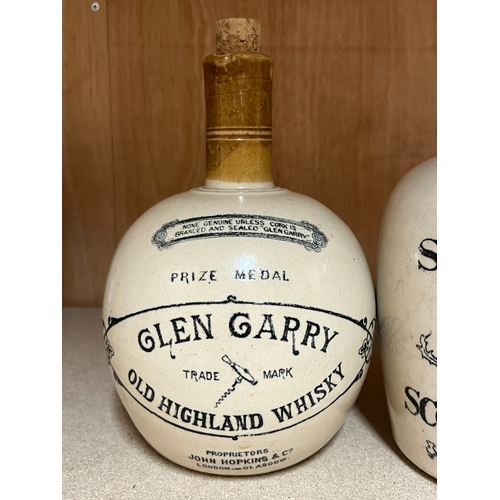 NONE GENUINE UNLESS CORK IS
BRANDED AND SEALED "GLEN GARRY"
PRIZE MEDAL
GLEN GARRY
TRADE MARK
OLD HIGHLAND WHISKY
PROPRIETORS
JOHN HOPKINS & Co
LONDON—GLASGOW.
S
SC